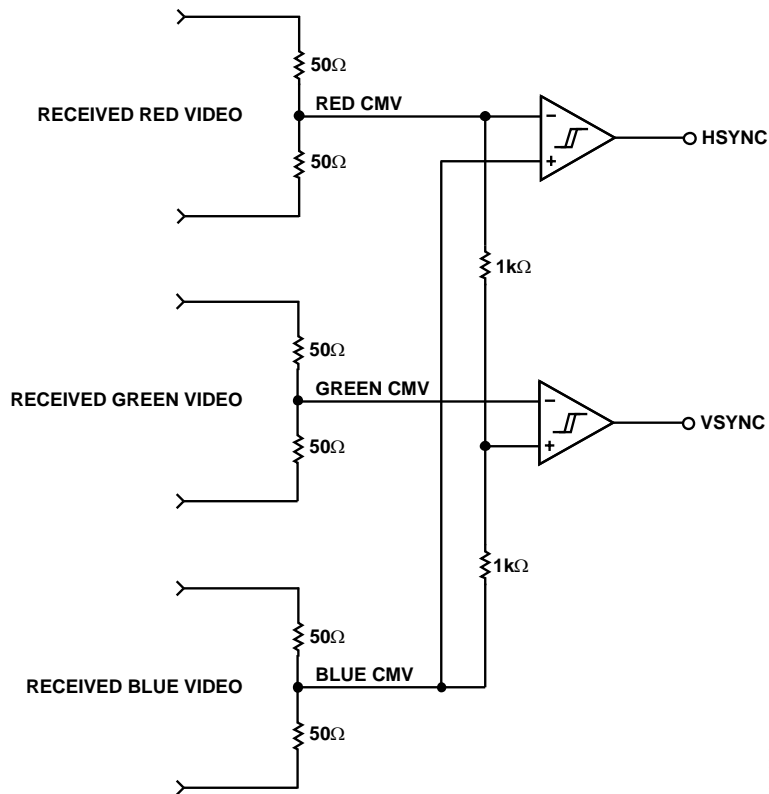 50Ω
RED CMV
RECEIVED RED VIDEO
50Ω
−
+
HSYNC
1kΩ
50Ω
GREEN CMV
RECEIVED GREEN VIDEO
50Ω
−
+
VSYNC
1kΩ
50Ω
BLUE CMV
RECEIVED BLUE VIDEO
50Ω